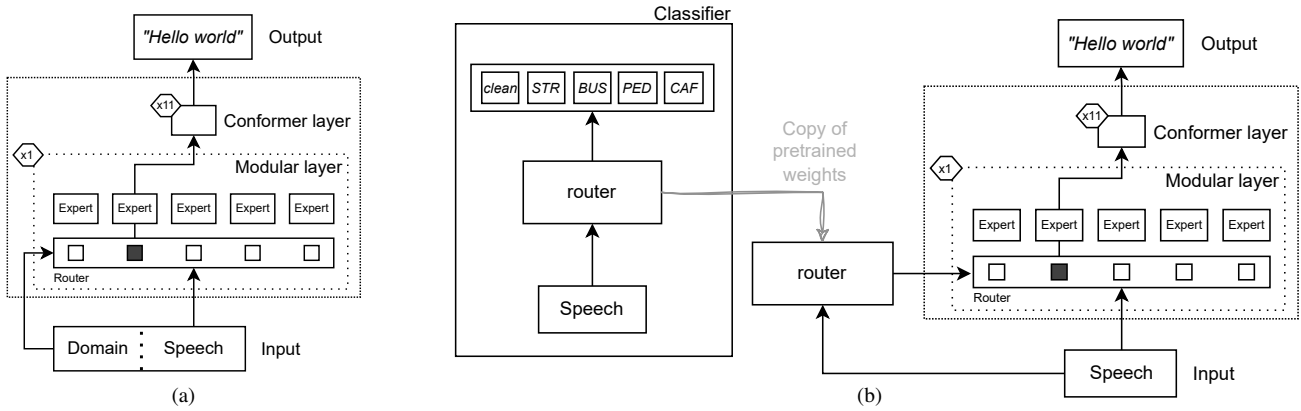 "Hello world" Output
x11
Conformer layer
x1
Modular layer
Expert Expert Expert Expert Expert
Router
Domain Speech Input
(a)
Classifier
clean STR BUS PED CAF
router
Speech
Copy of
pretrained
weights
router
"Hello world" Output
x11
Conformer layer
x1
Modular layer
Expert Expert Expert Expert Expert
Router
Speech Input
(b)